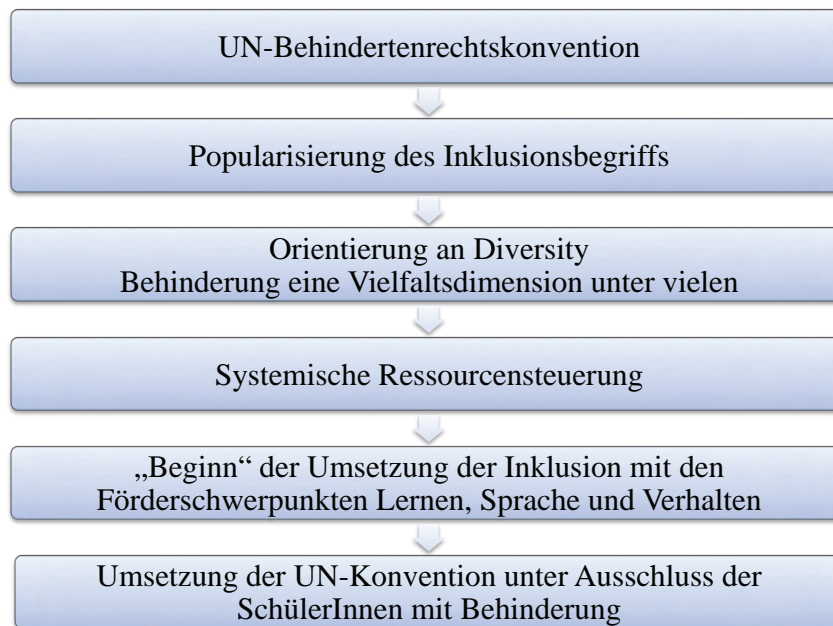 UN-Behindertenrechtskonvention
Popularisierung des Inklusionsbegriffs
Orientierung an Diversity
Behinderung eine Vielfaltsdimension unter vielen
Systemische Ressourcensteuerung
„Beginn“ der Umsetzung der Inklusion mit den
Förderschwerpunkten Lernen, Sprache und Verhalten
Umsetzung der UN-Konvention unter Ausschluss der
SchülerInnen mit Behinderung